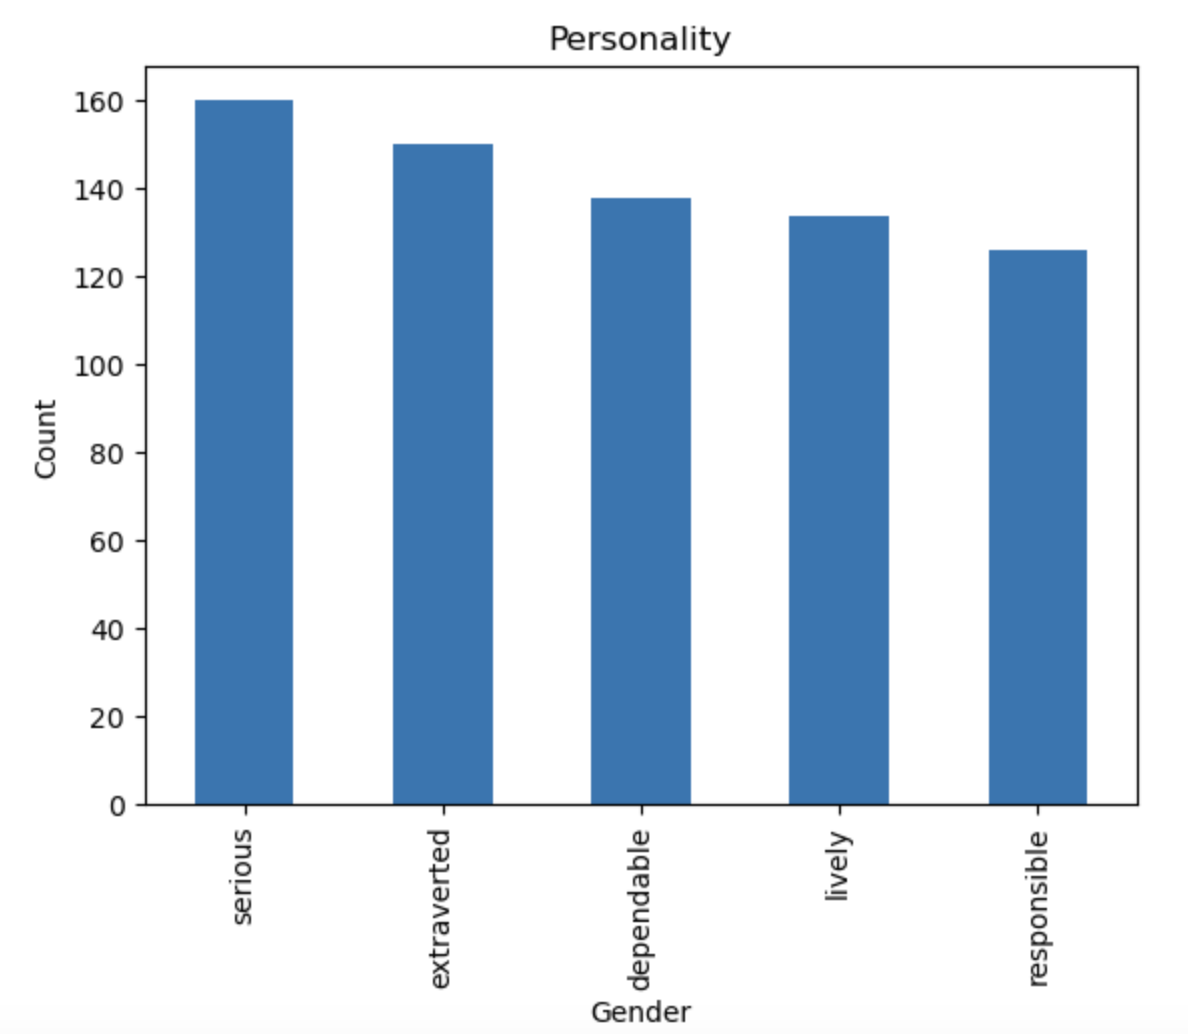 Personality
160
140
120
100
80
60
40
20
0
Count
serious
extraverted
dependable
lively
responsible
Gender